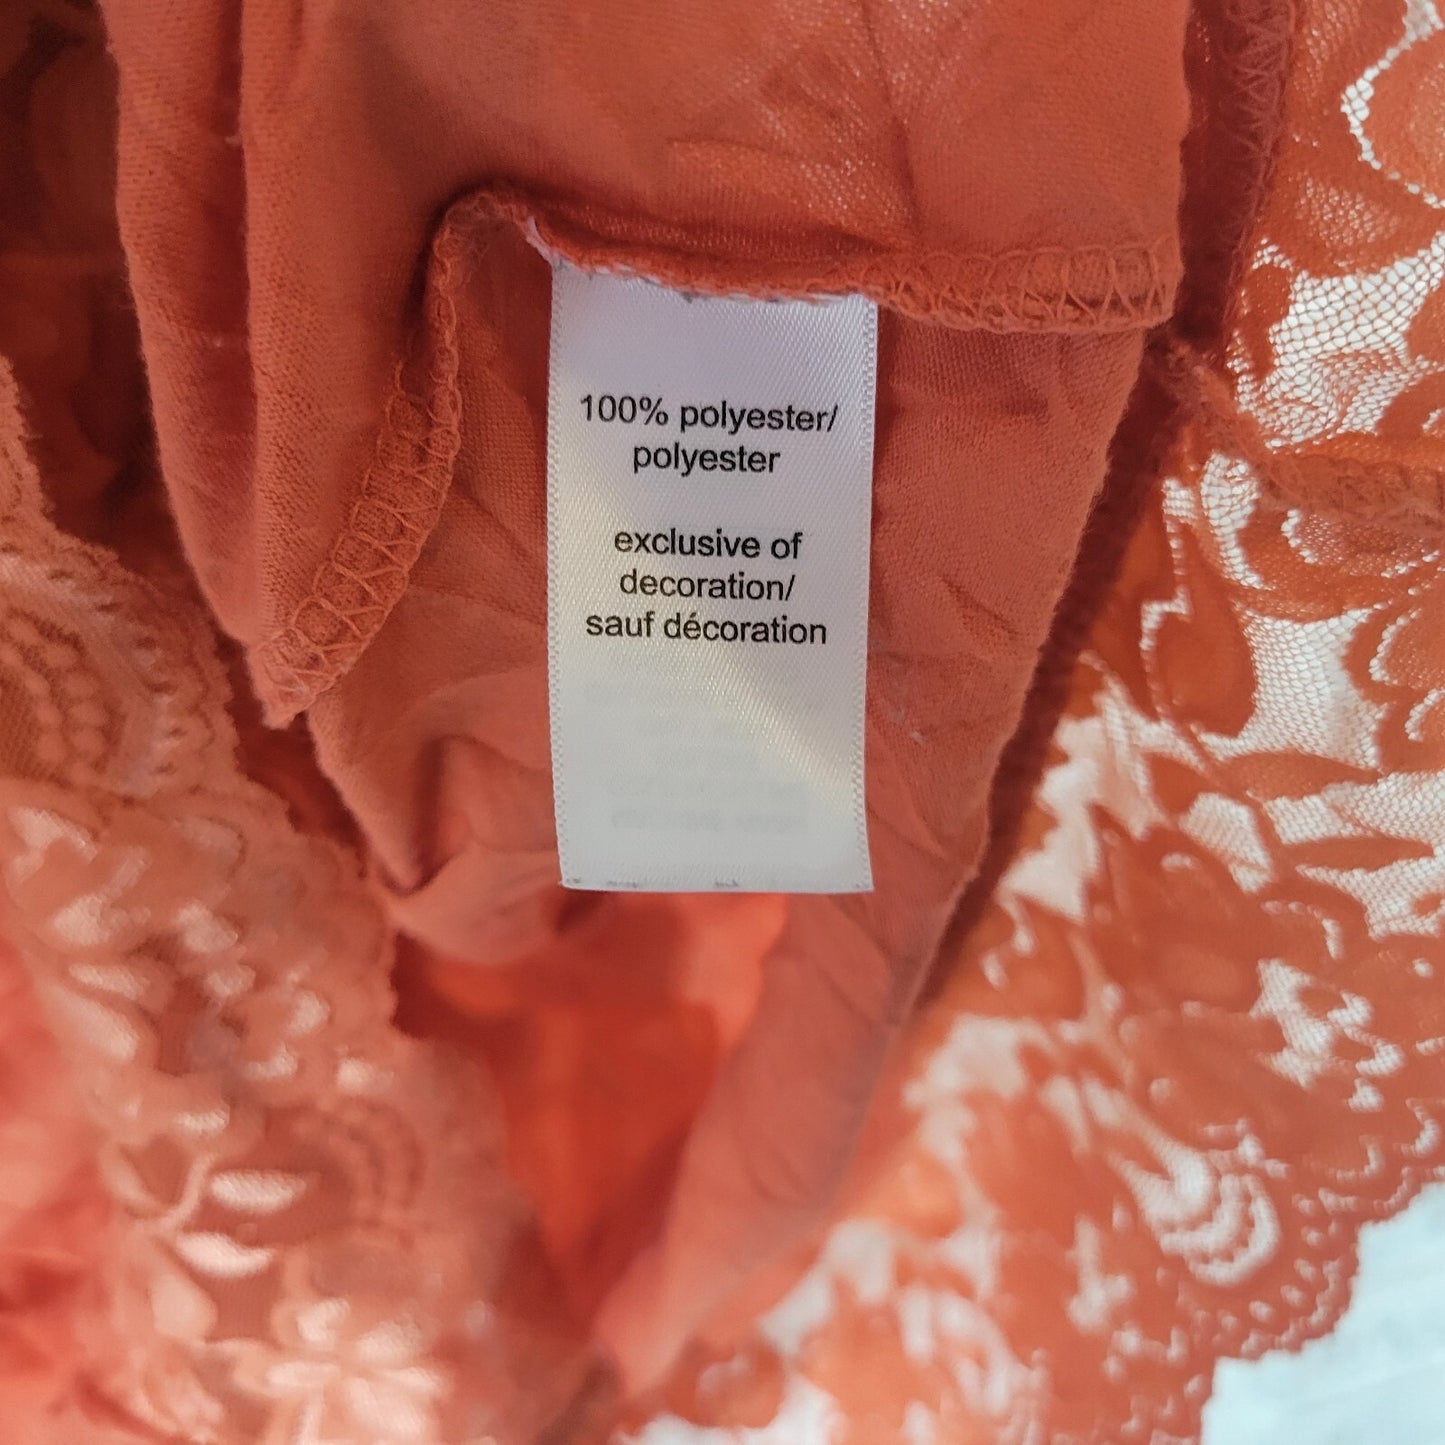 100% polyester/
polyester
exclusive of
decoration/
sauf décoration